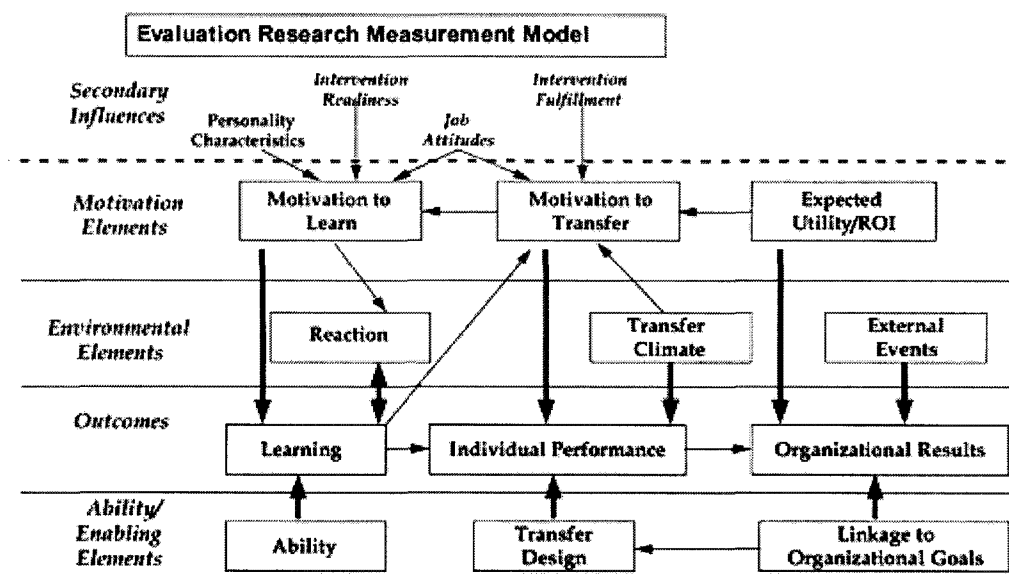 Evaluation Research Measurement Model
Secondary
Influences
Intervention
Readiness
Intervention
Fulfillment
Personality
Characteristics
Job
Attitudes
Motivation
Elements
Motivation to
Learn
Motivation to
Transfer
Expected
Utility/ROI
Environmental
Elements
Reaction
Transfer
Climate
External
Events
Outcomes
Learning
Individual Performance
Organizational Results
Ability/
Enabling
Elements
Ability
Transfer
Design
Linkage to
Organizational Goals